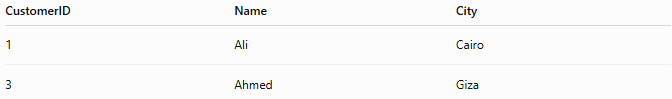 CustomerID Name City
1 Ali Cairo
3 Ahmed Giza